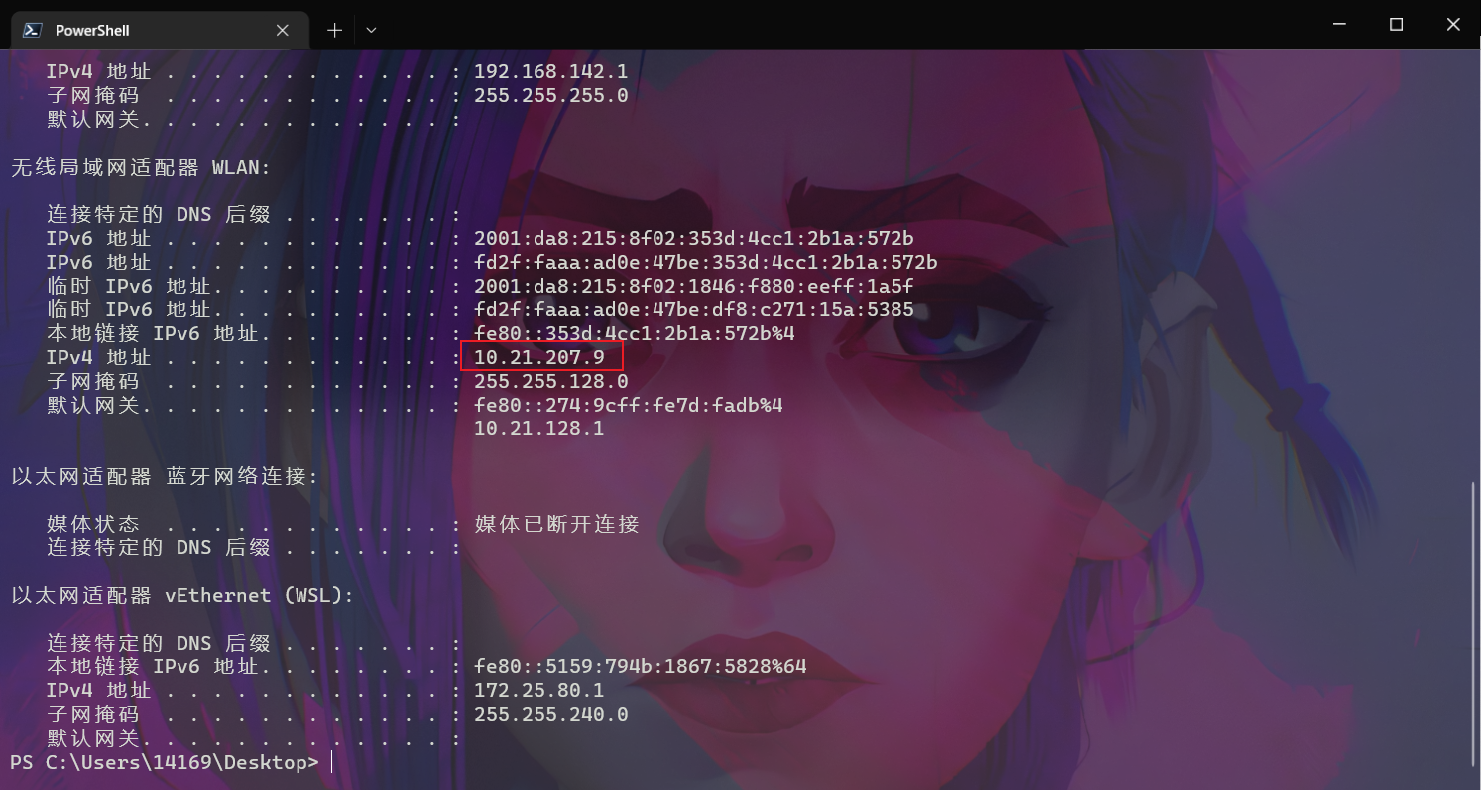 PowerShell
IPv4 地址 . . . . . . . . . . . . : 192.168.142.1
子网掩码 . . . . . . . . . . . . : 255.255.255.0
默认网关. . . . . . . . . . . . . :
无线局域网适配器 WLAN:
连接特定的 DNS 后缀 . . . . . . . :
IPv6 地址 . . . . . . . . . . . . : 2001:da8:215:8f02:353d:4cc1:2b1a:572b
IPv6 地址 . . . . . . . . . . . . : fd2f:faaa:ad0e:47be:353d:4cc1:2b1a:572b
临时 IPv6 地址. . . . . . . . . . : 2001:da8:215:8f02:1846:f880:eeff:1a5f
临时 IPv6 地址. . . . . . . . . . : fd2f:faaa:ad0e:47be:df8:c271:15a:5385
本地链接 IPv6 地址. . . . . . . . : fe80::353d:4cc1:2b1a:572b%4
IPv4 地址 . . . . . . . . . . . . : 10.21.207.9
子网掩码 . . . . . . . . . . . . : 255.255.128.0
默认网关. . . . . . . . . . . . . : fe80::274:9cff:fe7d:fadb%4
10.21.128.1
以太网适配器 蓝牙网络连接:
媒体状态 . . . . . . . . . . . . : 媒体已断开连接
连接特定的 DNS 后缀 . . . . . . . :
以太网适配器 vEthernet (WSL):
连接特定的 DNS 后缀 . . . . . . . :
本地链接 IPv6 地址. . . . . . . . : fe80::5159:794b:1867:5828%64
IPv4 地址 . . . . . . . . . . . . : 172.25.80.1
子网掩码 . . . . . . . . . . . . : 255.255.240.0
默认网关. . . . . . . . . . . . . :
PS C:\Users\14169\Desktop>